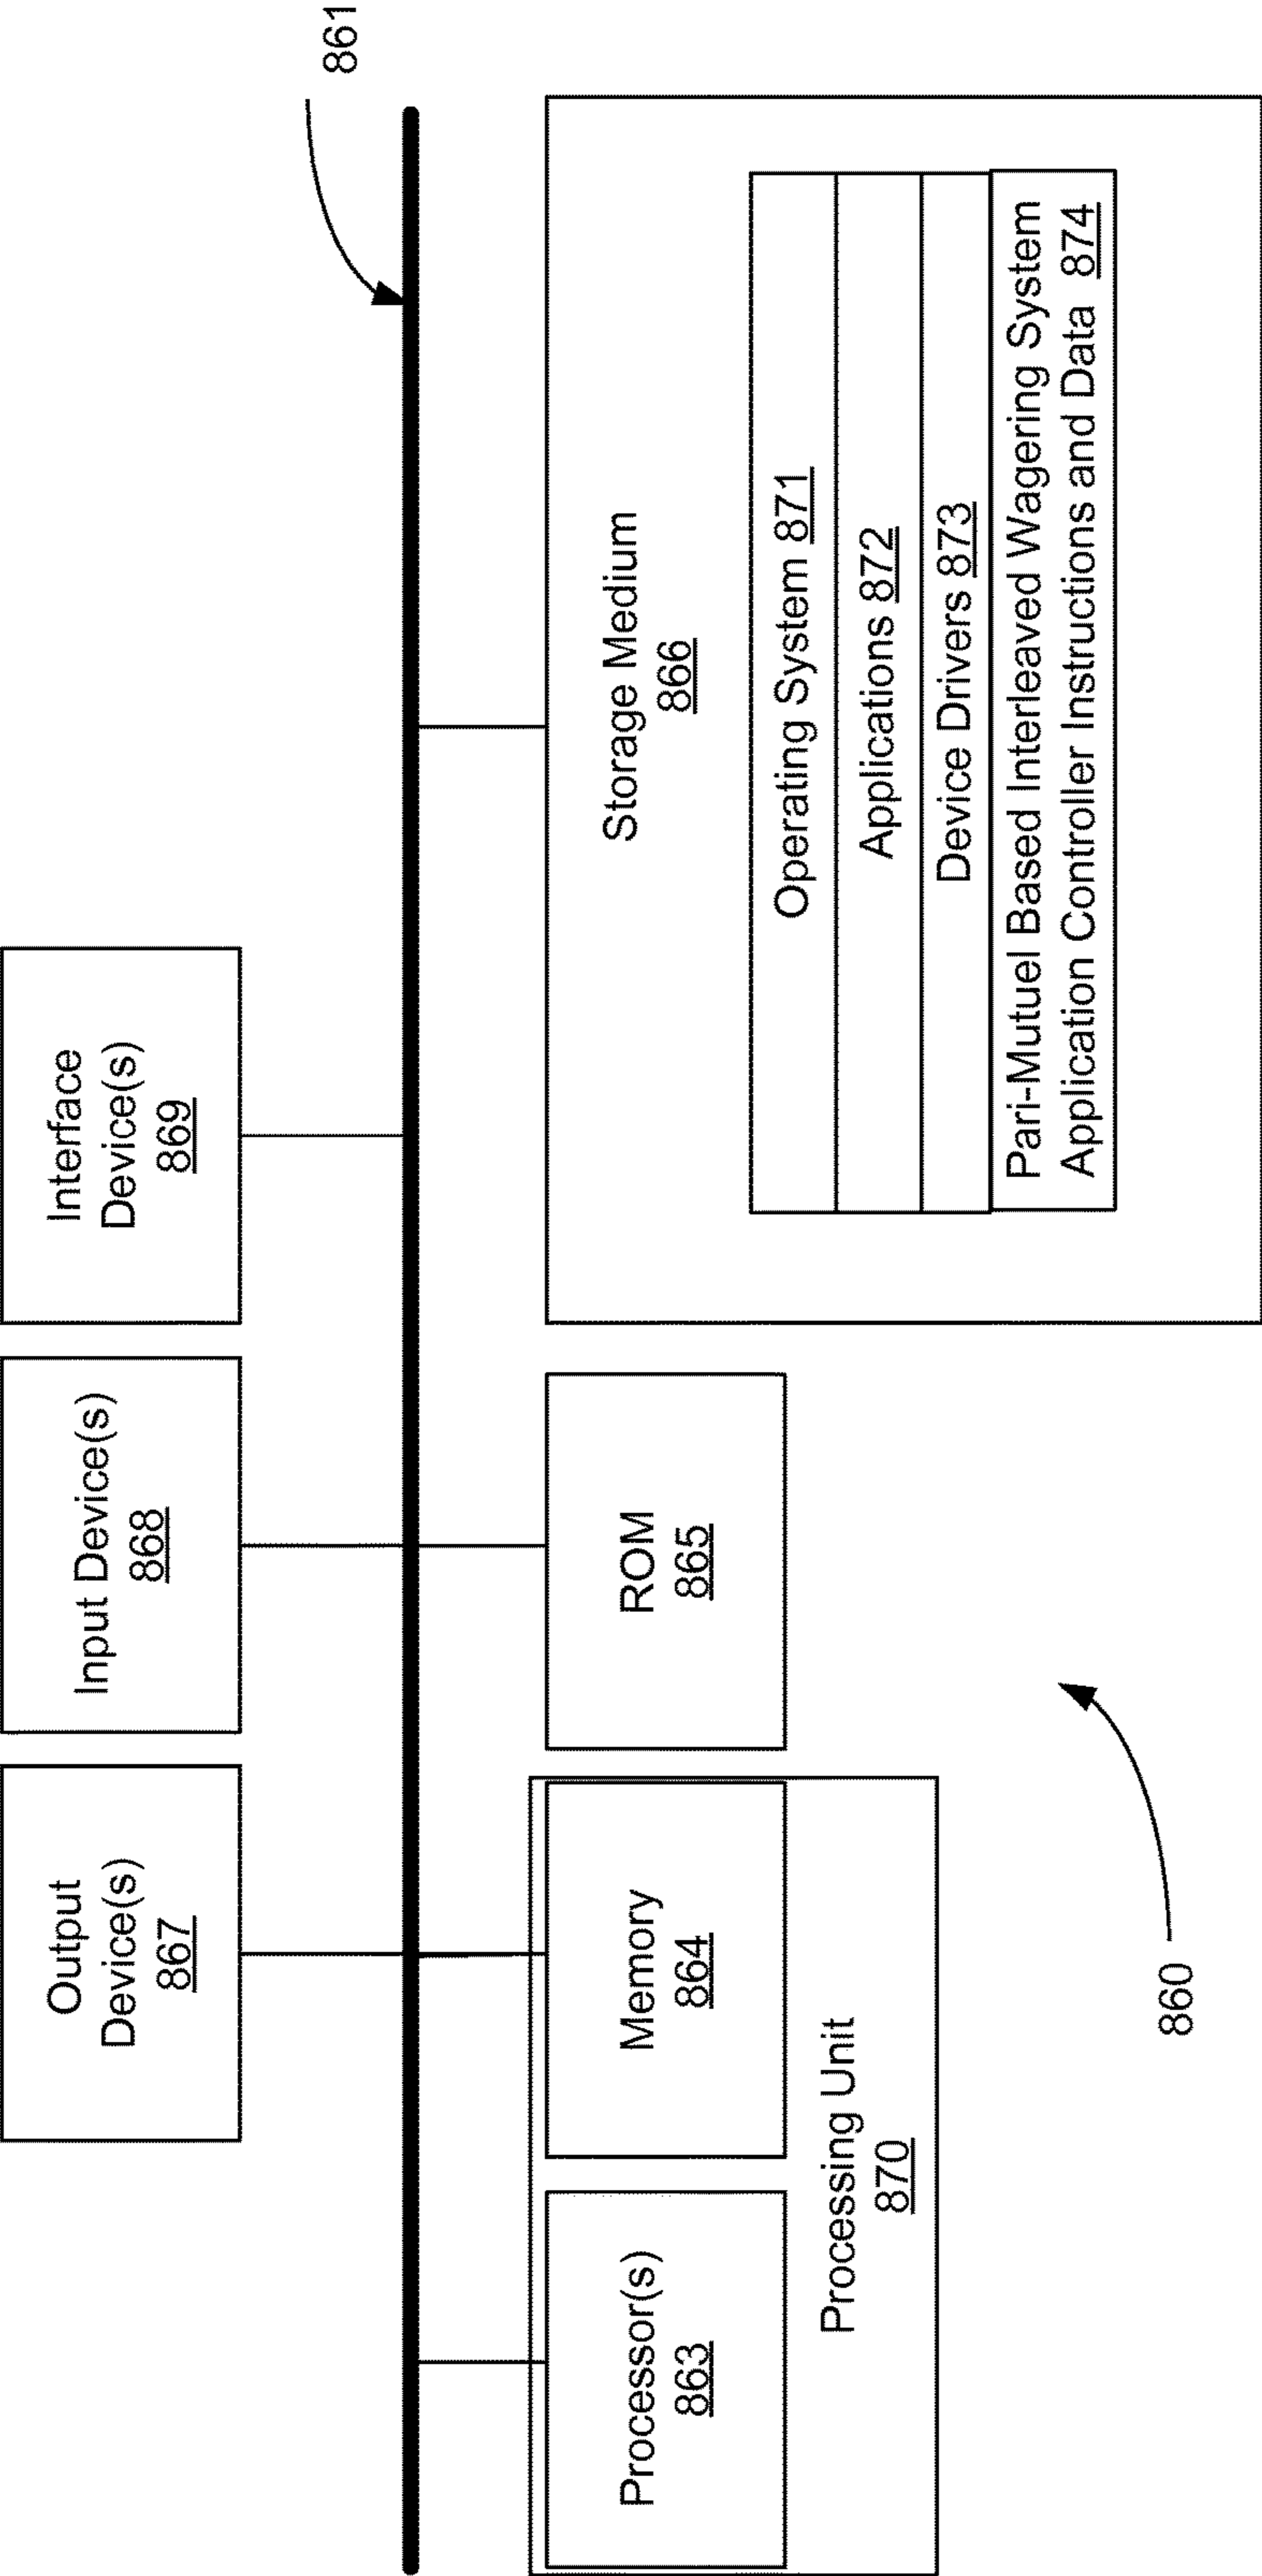 861
Output
Device(s)
867
Input Device(s)
868
Interface
Device(s)
869
Processor(s)
863
Memory
864
Processing Unit
870
ROM
865
Storage Medium
866
Operating System 871
Applications 872
Device Drivers 873
Pari-Mutuel Based Interleaved Wagering System
Application Controller Instructions and Data 874
860